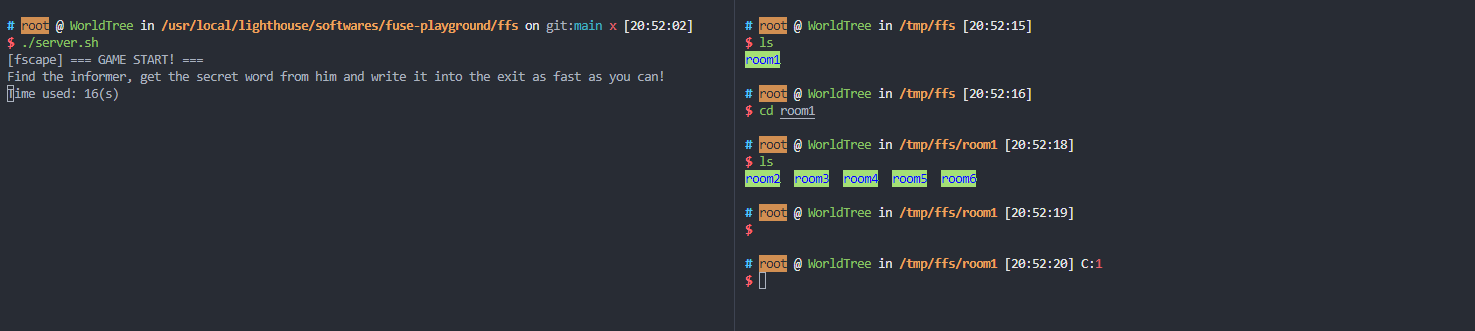 # root @ WorldTree in /usr/local/lighthouse/softwares/fuse-playground/ffs on git:main x [20:52:02]
$ ./server.sh
[fscape] === GAME START! ===
Find the informer, get the secret word from him and write it into the exit as fast as you can!
Time used: 16(s)
# root @ WorldTree in /tmp/ffs [20:52:15]
$ ls
room1
# root @ WorldTree in /tmp/ffs [20:52:16]
$ cd room1
# root @ WorldTree in /tmp/ffs/room1 [20:52:18]
$ ls
room2 room3 room4 room5 room6
# root @ WorldTree in /tmp/ffs/room1 [20:52:19]
$
# root @ WorldTree in /tmp/ffs/room1 [20:52:20] C:1
$